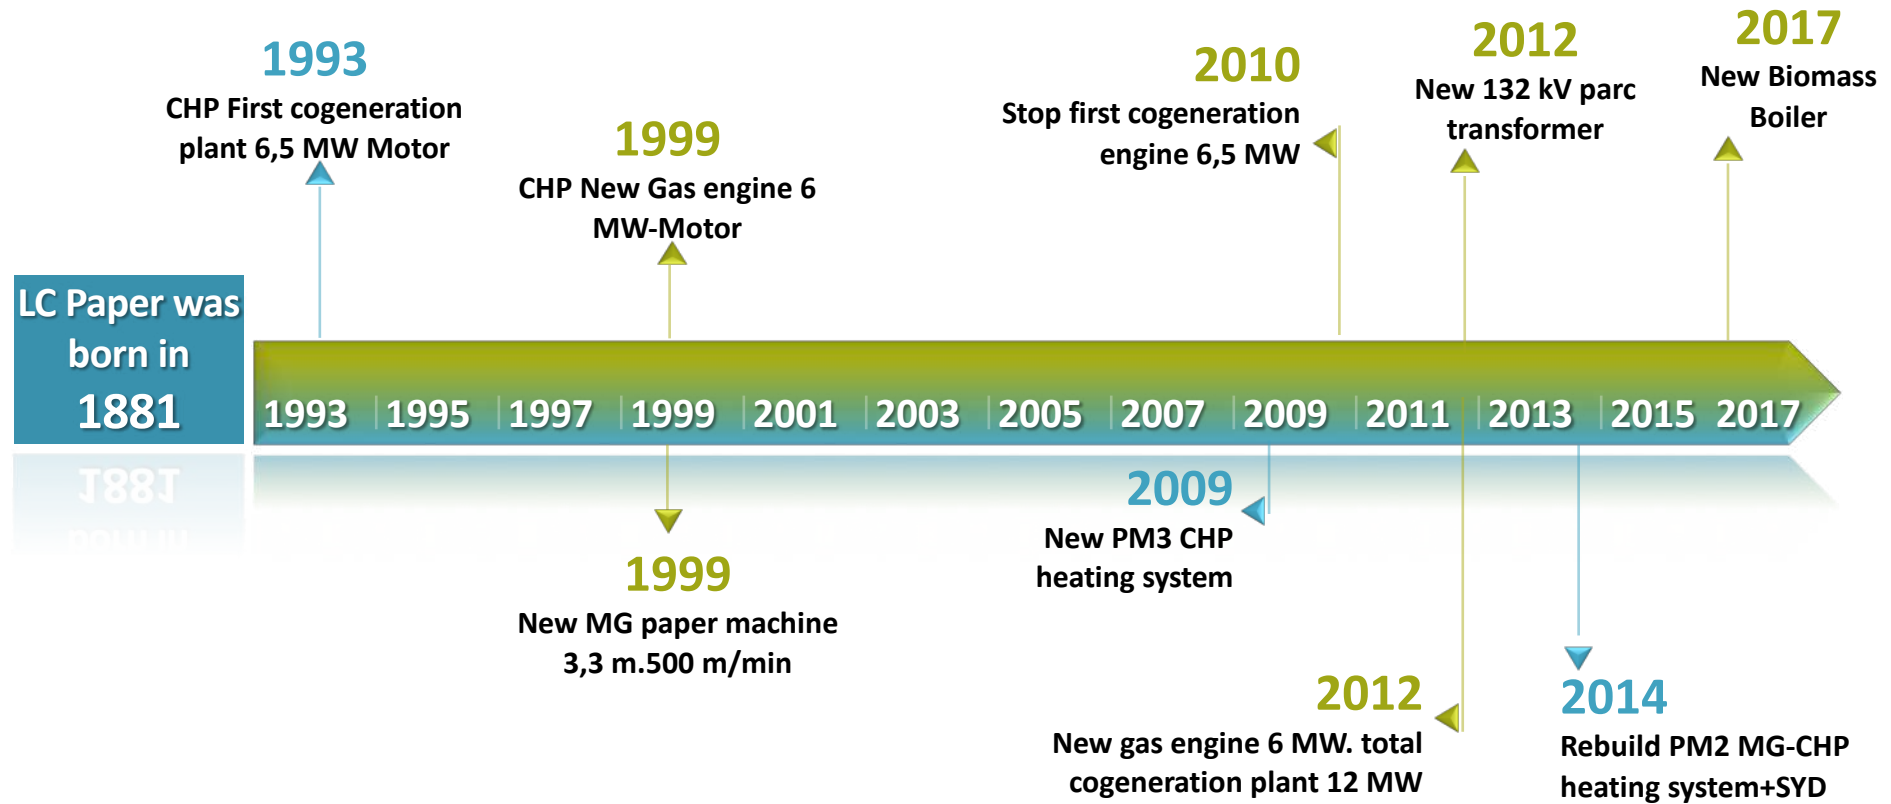 1993
CHP First cogeneration
plant 6,5 MW Motor
1999
CHP New Gas engine 6
MW-Motor
2010
Stop first cogeneration
engine 6,5 MW
2012
New 132 kV parc
transformer
2017
New Biomass
Boiler
LC Paper was
born in
1881
1993 1995 1997 1999 2001 2003 2005 2007 2009 2011 2013 2015 2017
1999
New MG paper machine
3,3 m.500 m/min
2009
New PM3 CHP
heating system
2012
New gas engine 6 MW. total
cogeneration plant 12 MW
2014
Rebuild PM2 MG-CHP
heating system+SYD